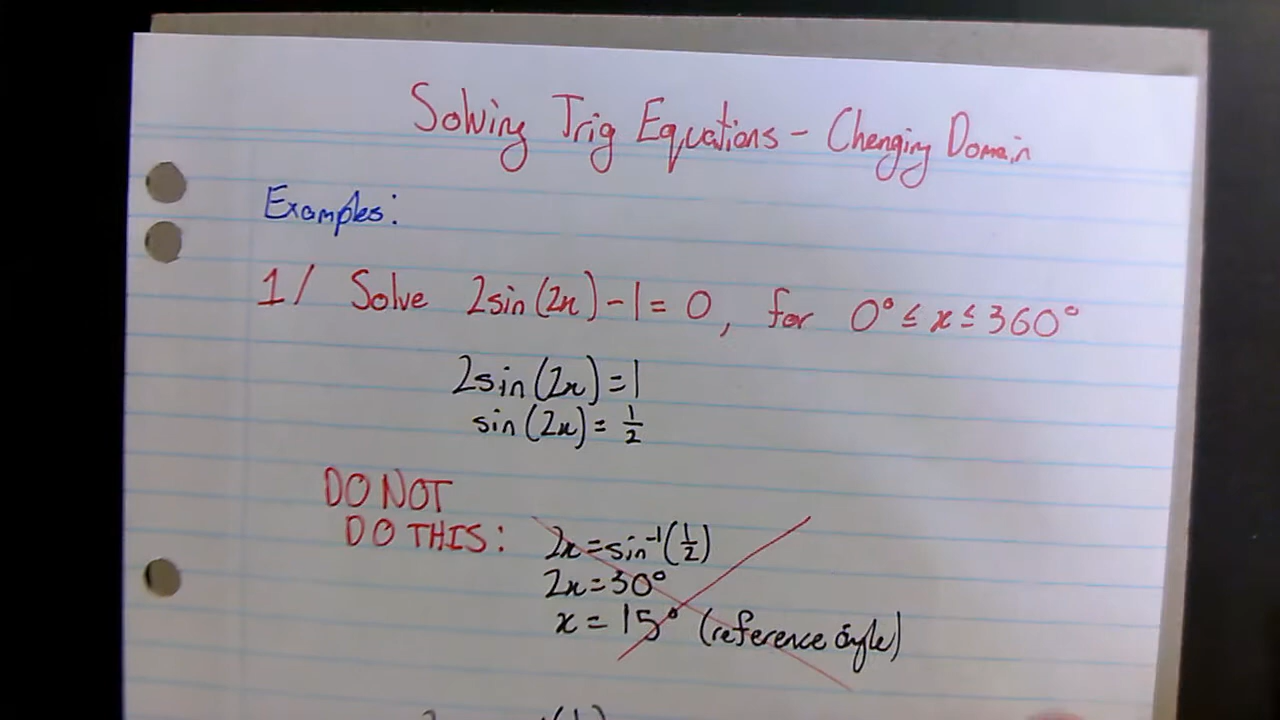 Solving Trig Equations - Changing Domain
Examples:
1/ Solve 2sin(2x)-1=0, for 0°≤x≤360°
2sin(2x)=1
sin(2x)=1/2
DO NOT
DO THIS: 2x=sin⁻¹(1/2)
2x=30°
x=15° (reference angle)